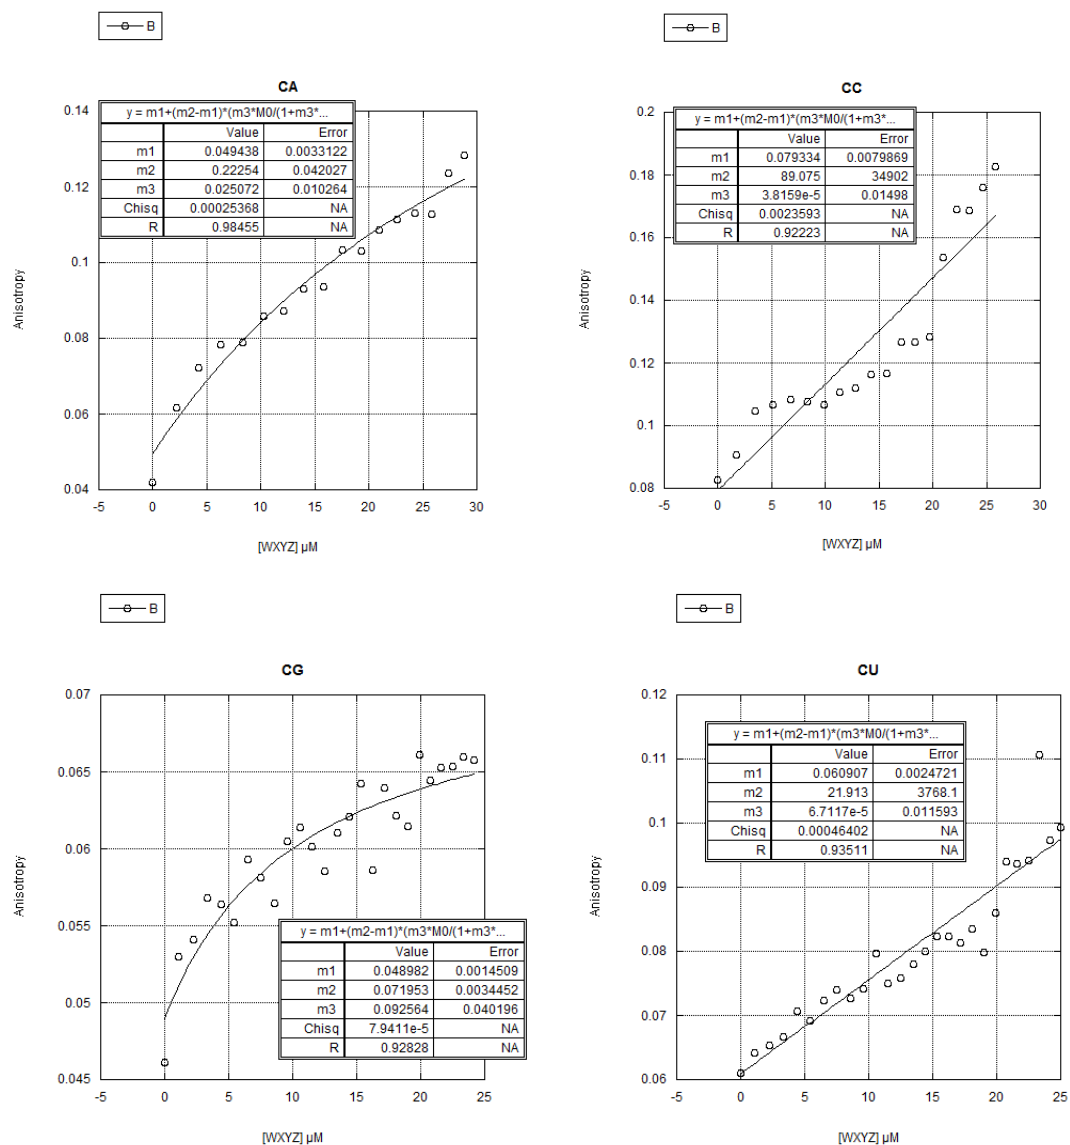 B
CA
y = m1+(m2-m1)*(m3*M0/(1+m3*...
Value Error
m1 0.049438 0.0033122
m2 0.22254 0.042027
m3 0.025072 0.010264
Chisq 0.00025368 NA
R 0.98455 NA
0.14
0.12
0.1
0.08
0.06
0.04
-5 0 5 10 15 20 25 30
Anisotropy
[WXYZ] µM
B
CC
y = m1+(m2-m1)*(m3*M0/(1+m3*...
Value Error
m1 0.079334 0.0079869
m2 89.075 34902
m3 3.8159e-5 0.01498
Chisq 0.0023593 NA
R 0.92223 NA
0.2
0.18
0.16
0.14
0.12
0.1
0.08
-5 0 5 10 15 20 25 30
Anisotropy
[WXYZ] µM
B
CG
y = m1+(m2-m1)*(m3*M0/(1+m3*...
Value Error
m1 0.048982 0.0014509
m2 0.071953 0.0034452
m3 0.092564 0.040196
Chisq 7.9411e-5 NA
R 0.92828 NA
0.07
0.065
0.06
0.055
0.05
0.045
-5 0 5 10 15 20 25
Anisotropy
[WXYZ] µM
B
CU
y = m1+(m2-m1)*(m3*M0/(1+m3*...
Value Error
m1 0.060907 0.0024721
m2 21.913 3768.1
m3 6.7117e-5 0.011593
Chisq 0.00046402 NA
R 0.93511 NA
0.12
0.11
0.1
0.09
0.08
0.07
0.06
-5 0 5 10 15 20 25
Anisotropy
[WXYZ] µM